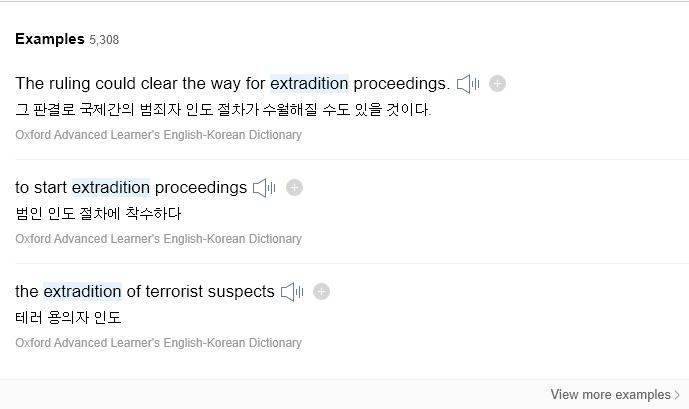 Examples 5,308
The ruling could clear the way for extradition proceedings.
그 판결로 국제간의 범죄자 인도 절차가 수월해질 수도 있을 것이다.
Oxford Advanced Learner's English-Korean Dictionary
to start extradition proceedings
범인 인도 절차에 착수하다
Oxford Advanced Learner's English-Korean Dictionary
the extradition of terrorist suspects
테러 용의자 인도
Oxford Advanced Learner's English-Korean Dictionary
View more examples